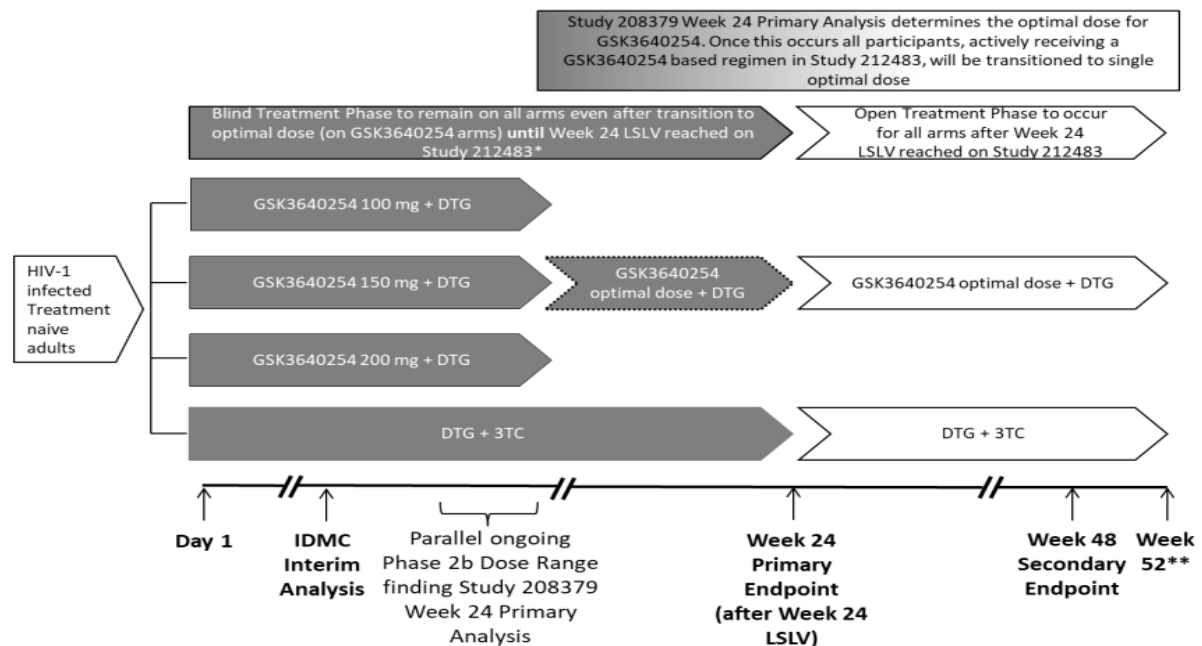 Study 208379 Week 24 Primary Analysis determines the optimal dose for
GSK3640254. Once this occurs all participants, actively receiving a
GSK3640254 based regimen in Study 212483, will be transitioned to single
optimal dose
Blind Treatment Phase to remain on all arms even after transition to
optimal dose (on GSK3640254 arms) until Week 24 LSLV reached on
Study 212483*
Open Treatment Phase to occur
for all arms after Week 24
LSLV reached on Study 212483
HIV-1
infected
Treatment
naive
adults
GSK3640254 100 mg + DTG
GSK3640254 150 mg + DTG
GSK3640254
optimal dose + DTG
GSK3640254 optimal dose + DTG
GSK3640254 200 mg + DTG
DTG + 3TC
DTG + 3TC
Day 1
IDMC
Interim
Analysis
Parallel ongoing
Phase 2b Dose Range
finding Study 208379
Week 24 Primary
Analysis
Week 24
Primary
Endpoint
(after Week 24
LSLV)
Week 48
Secondary
Endpoint
Week
52**